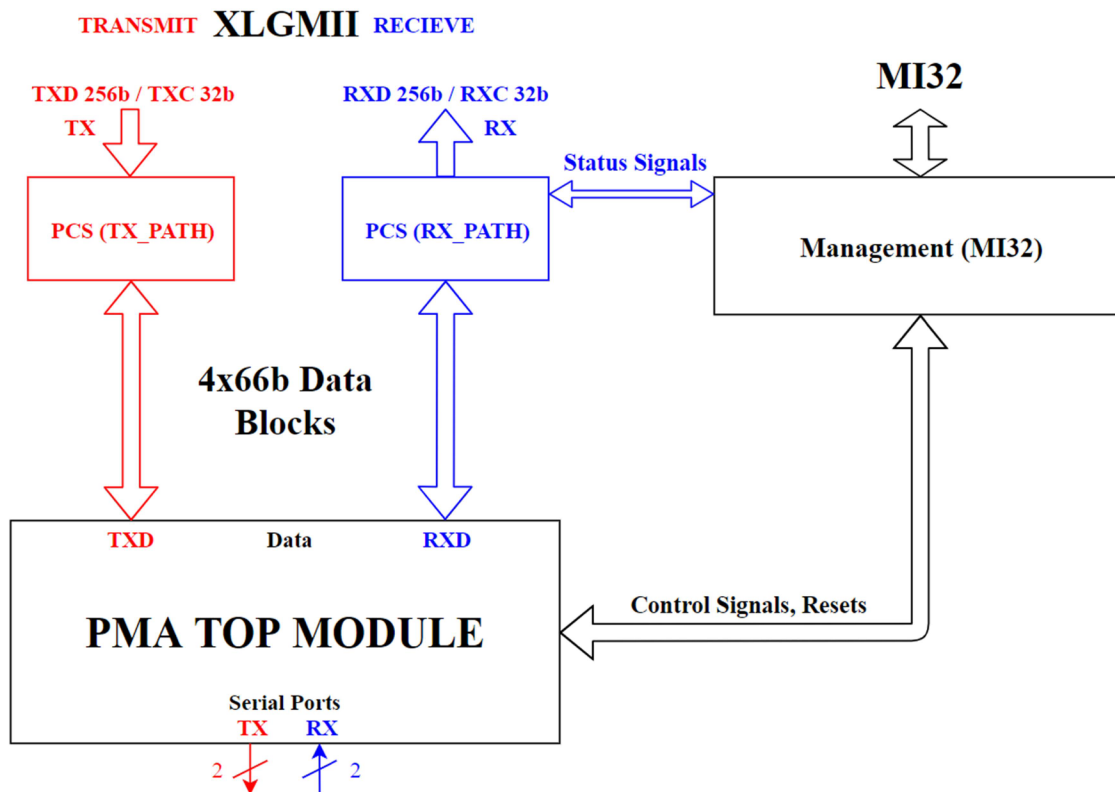 TRANSMIT XLGMII RECIEVE
TXD 256b / TXC 32b
TX
RXD 256b / RXC 32b
RX
MI32
Status Signals
PCS (TX_PATH)
PCS (RX_PATH)
Management (MI32)
4x66b Data
Blocks
TXD Data RXD
PMA TOP MODULE
Control Signals, Resets
Serial Ports
TX RX
2 2